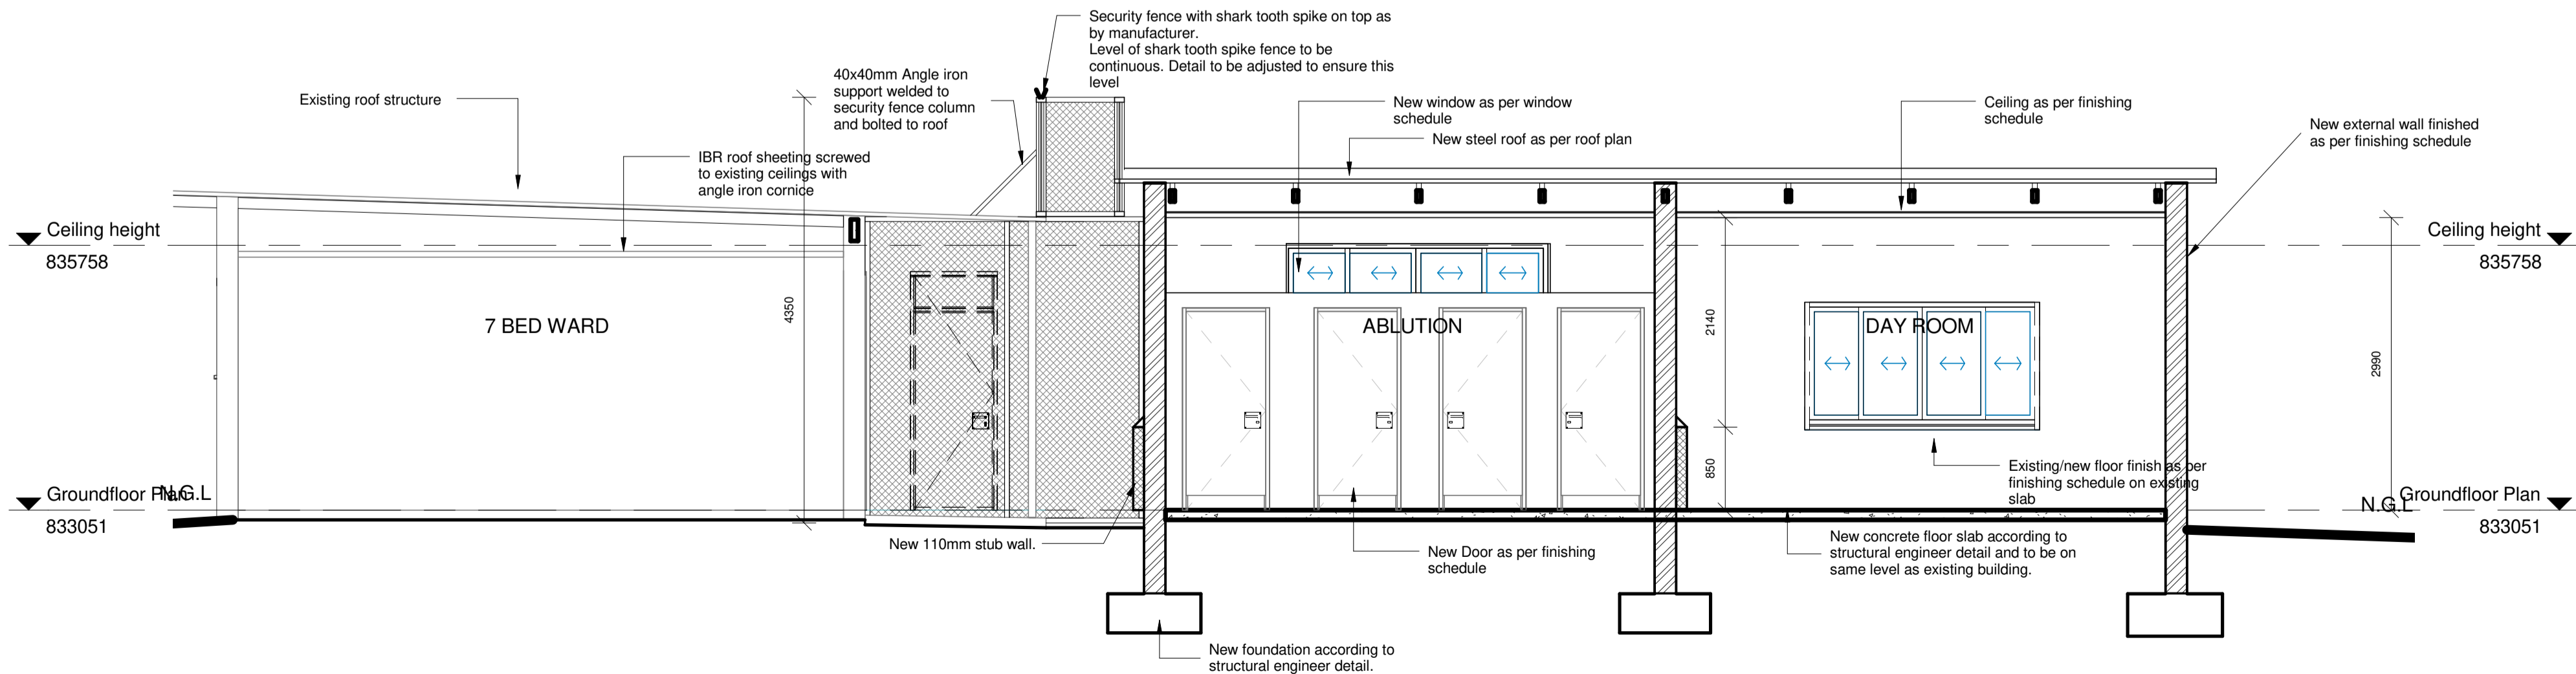 Security fence with shark tooth spike on top as
by manufacturer.
Level of shark tooth spike fence to be
continuous. Detail to be adjusted to ensure this
level
40x40mm Angle iron
support welded to
security fence column
and bolted to roof
Existing roof structure
New window as per window
schedule
Ceiling as per finishing
schedule
New steel roof as per roof plan
New external wall finished
as per finishing schedule
IBR roof sheeting screwed
to existing ceilings with
angle iron cornice
Ceiling height
835758
Ceiling height
835758
4350
7 BED WARD
ABLUTION
DAY ROOM
2140
2990
850
Existing/new floor finish as per
finishing schedule on existing
slab
Groundfloor Plan
N.G.L
833051
N.G.L
Groundfloor Plan
833051
New 110mm stub wall.
New Door as per finishing
schedule
New concrete floor slab according to
structural engineer detail and to be on
same level as existing building.
New foundation according to
structural engineer detail.